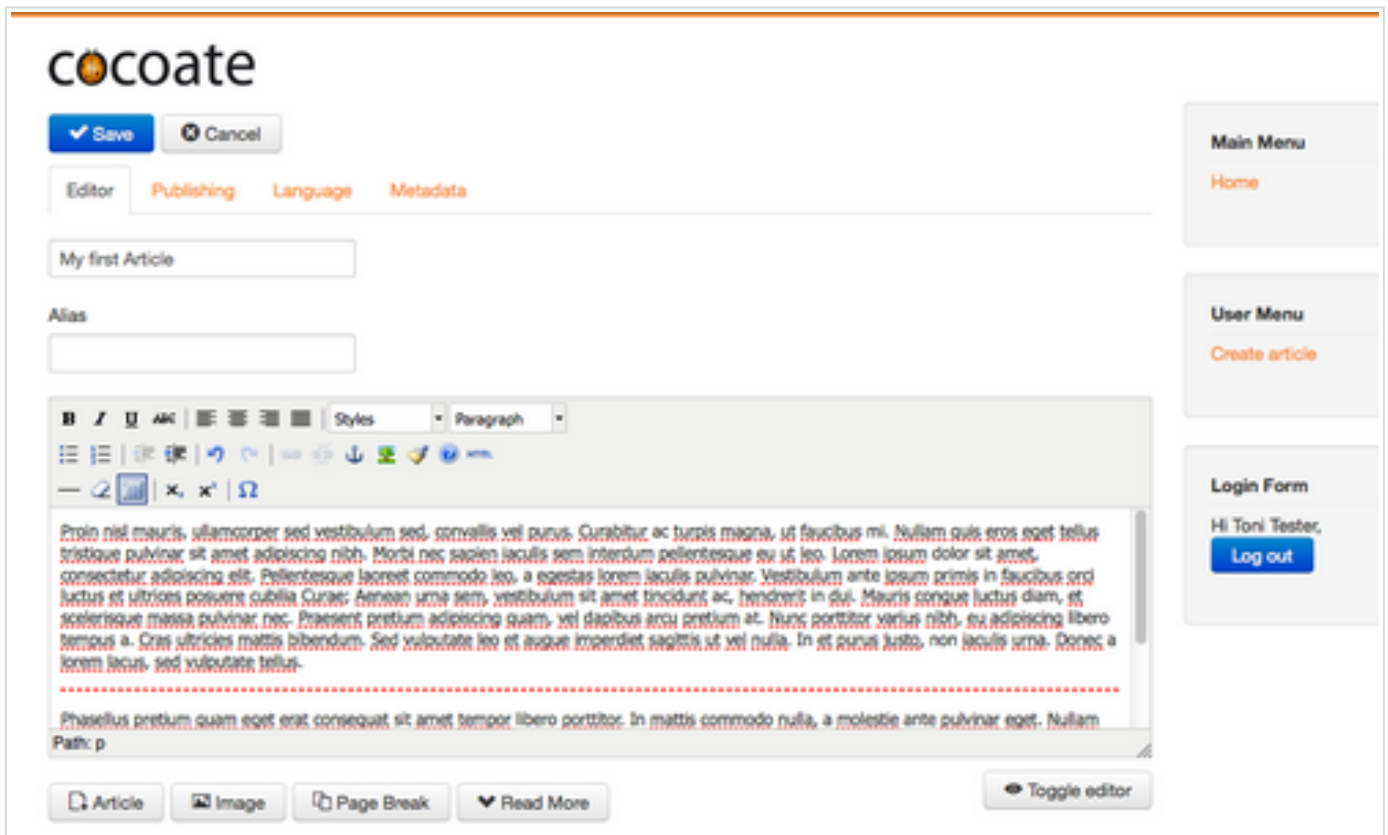 cocoate
Save Cancel
Main Menu
Editor Publishing Language Metadata
Home
My first Article
Alias
User Menu
Create article
B I U ABC Styles Paragraph
HTML
x, x² Ω
Login Form
Hi Toni Tester,
Log out
Proin nisl mauris, ullamcorper sed vestibulum sed, convallis vel purus. Curabitur ac turpis magna, ut faucibus mi. Nullam quis eros eget tellus
tristique pulvinar sit amet adipiscing nibh. Morbi nec sapien iaculis sem interdum pellentesque eu ut leo. Lorem ipsum dolor sit amet,
consectetur adipiscing elit. Pellentesque laoreet commodo leo, a egestas lorem iaculis pulvinar. Vestibulum ante ipsum primis in faucibus orci
luctus et ultrices posuere cubilia Curae; Aenean urna sem, vestibulum sit amet tincidunt ac, hendrerit in dui. Mauris congue luctus diam, et
scelerisque massa pulvinar nec. Praesent pretium adipiscing quam, vel dapibus arcu pretium at. Nunc porttitor varius nibh, eu adipiscing libero
tempus a. Cras ultricies mattis bibendum. Sed vulputate leo et augue imperdiet sagittis ut vel nulla. In et purus justo, non iaculis urna. Donec a
lorem lacus, sed vulputate tellus.
Phasellus pretium quam eget erat consequat sit amet tempor libero porttitor. In mattis commodo nulla, a molestie ante pulvinar eget. Nullam
Path: p
Article Image Page Break Read More Toggle editor